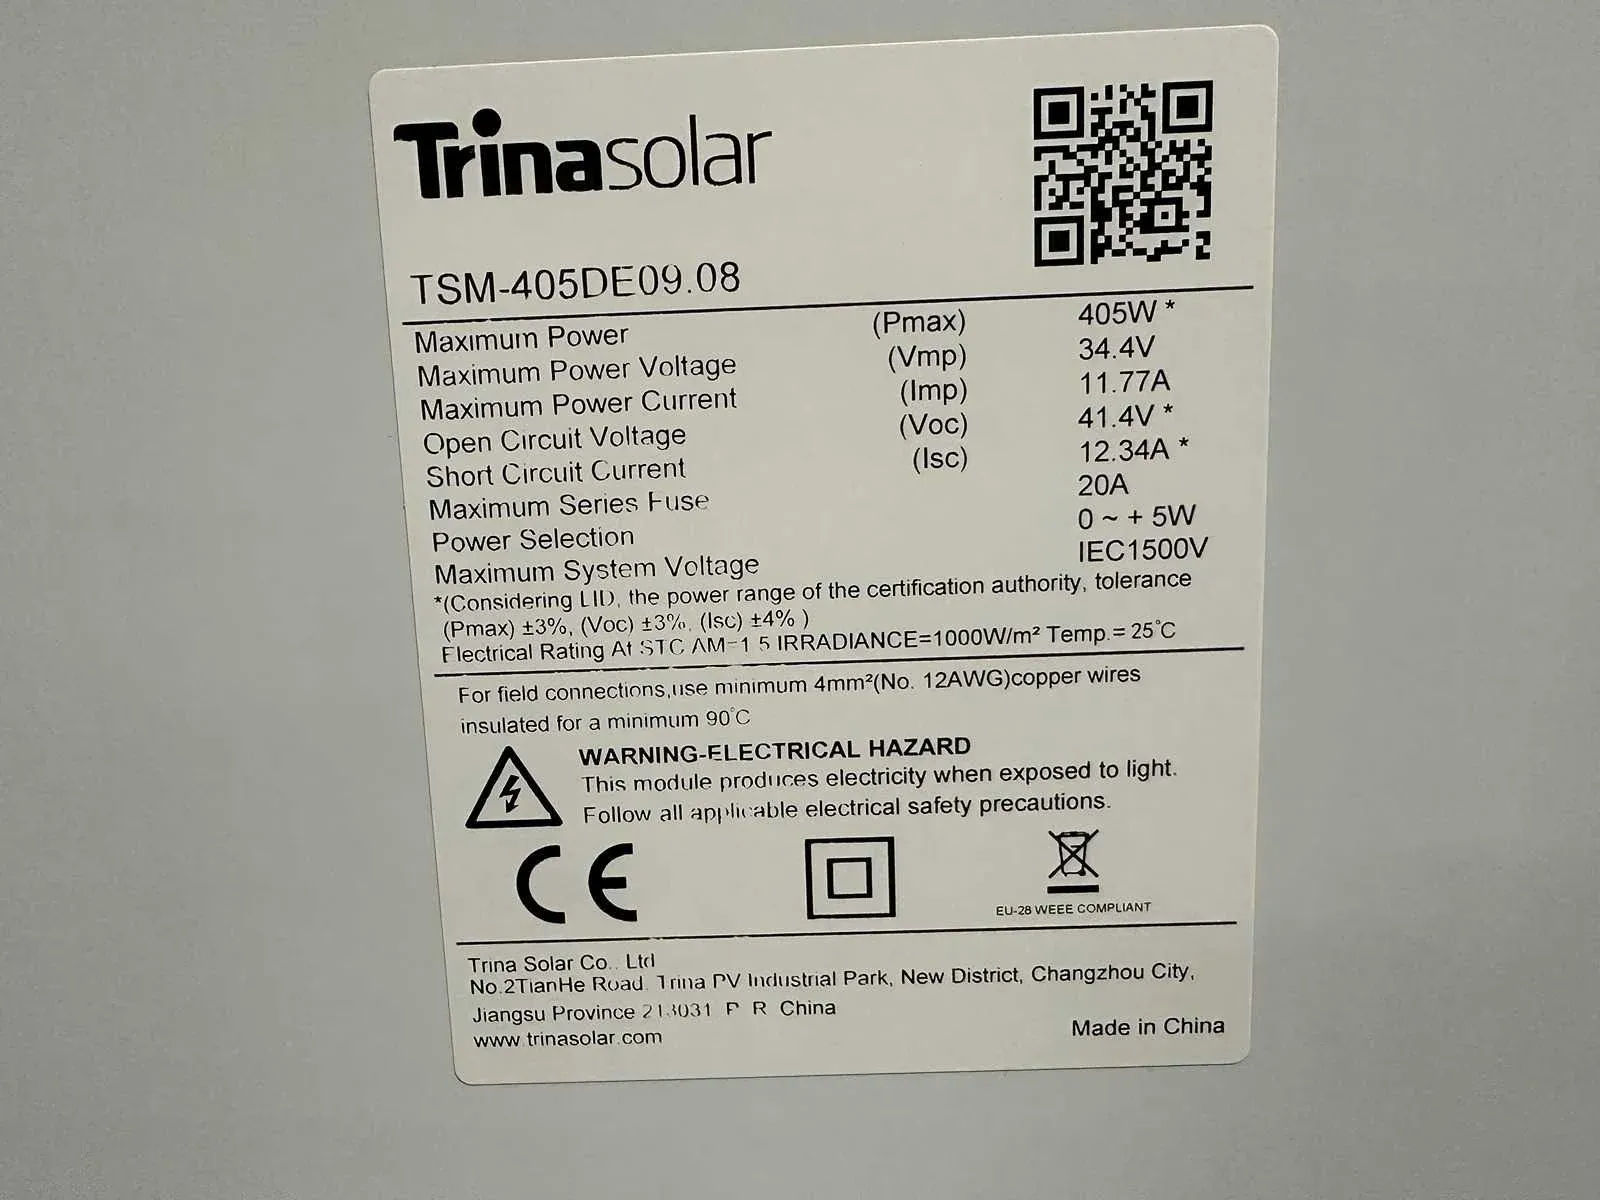 Trinasolar
TSM-405DE09.08
Maximum Power (Pmax) 405W *
Maximum Power Voltage (Vmp) 34.4V
Maximum Power Current (Imp) 11.77A
Open Circuit Voltage (Voc) 41.4V *
Short Circuit Current (Isc) 12.34A *
Maximum Series Fuse 20A
Power Selection 0 ~ + 5W
Maximum System Voltage IEC1500V
*(Considering LID, the power range of the certification authority, tolerance
(Pmax) ±3%, (Voc) ±3%, (Isc) ±4% )
Electrical Rating At STC AM=1.5 IRRADIANCE=1000W/m² Temp.= 25°C
For field connections,use minimum 4mm²(No. 12AWG)copper wires
insulated for a minimum 90°C
WARNING-ELECTRICAL HAZARD
This module produces electricity when exposed to light.
Follow all applicable electrical safety precautions.
CE
EU-28 WEEE COMPLIANT
Trina Solar Co., Ltd
No.2TianHe Road, Trina PV Industrial Park, New District, Changzhou City,
Jiangsu Province 213031 P R China
www.trinasolar.com
Made in China